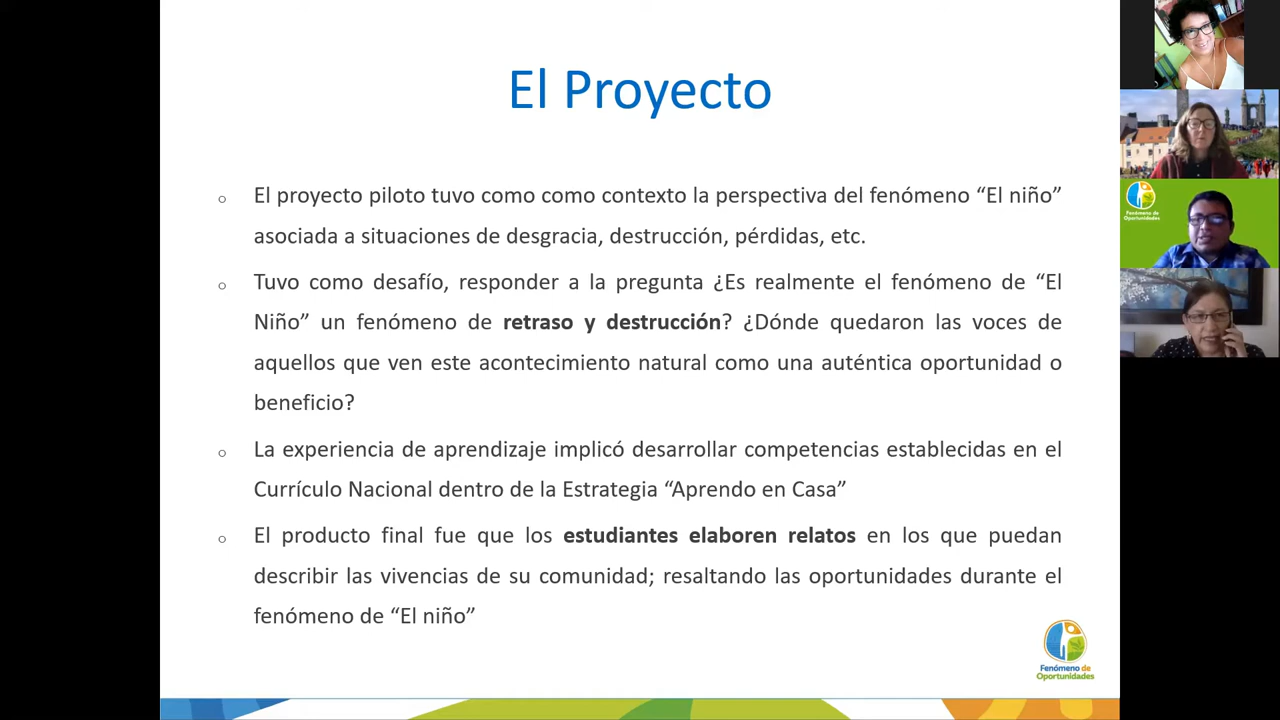 El Proyecto
El proyecto piloto tuvo como como contexto la perspectiva del fenómeno “El niño”
asociada a situaciones de desgracia, destrucción, pérdidas, etc.
Tuvo como desafío, responder a la pregunta ¿Es realmente el fenómeno de “El
Niño” un fenómeno de retraso y destrucción? ¿Dónde quedaron las voces de
aquellos que ven este acontecimiento natural como una auténtica oportunidad o
beneficio?
La experiencia de aprendizaje implicó desarrollar competencias establecidas en el
Currículo Nacional dentro de la Estrategia “Aprendo en Casa”
El producto final fue que los estudiantes elaboren relatos en los que puedan
describir las vivencias de su comunidad; resaltando las oportunidades durante el
fenómeno de “El niño”
Fenómeno de
Oportunidades
Fenómeno de
Oportunidades